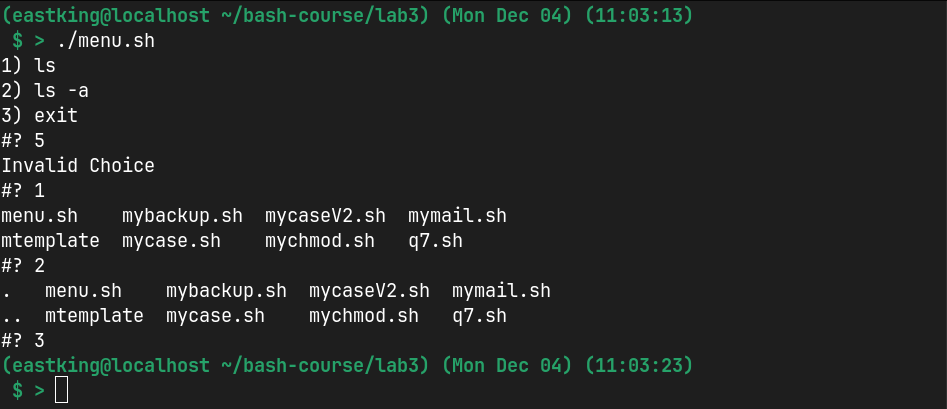 (eastking@localhost ~/bash-course/lab3) (Mon Dec 04) (11:03:13)
 $ > ./menu.sh
1) ls
2) ls -a
3) exit
#? 5
Invalid Choice
#? 1
menu.sh    mybackup.sh  mycaseV2.sh  mymail.sh
mtemplate  mycase.sh    mychmod.sh   q7.sh
#? 2
.   menu.sh    mybackup.sh  mycaseV2.sh  mymail.sh
..  mtemplate  mycase.sh    mychmod.sh   q7.sh
#? 3
(eastking@localhost ~/bash-course/lab3) (Mon Dec 04) (11:03:23)
 $ >